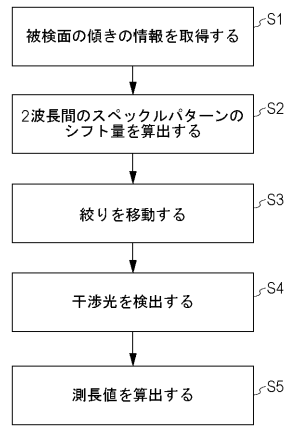 被検面の傾きの情報を取得する
S1
2波長間のスペックルパターンの
シフト量を算出する
S2
絞りを移動する
S3
干渉光を検出する
S4
測長値を算出する
S5